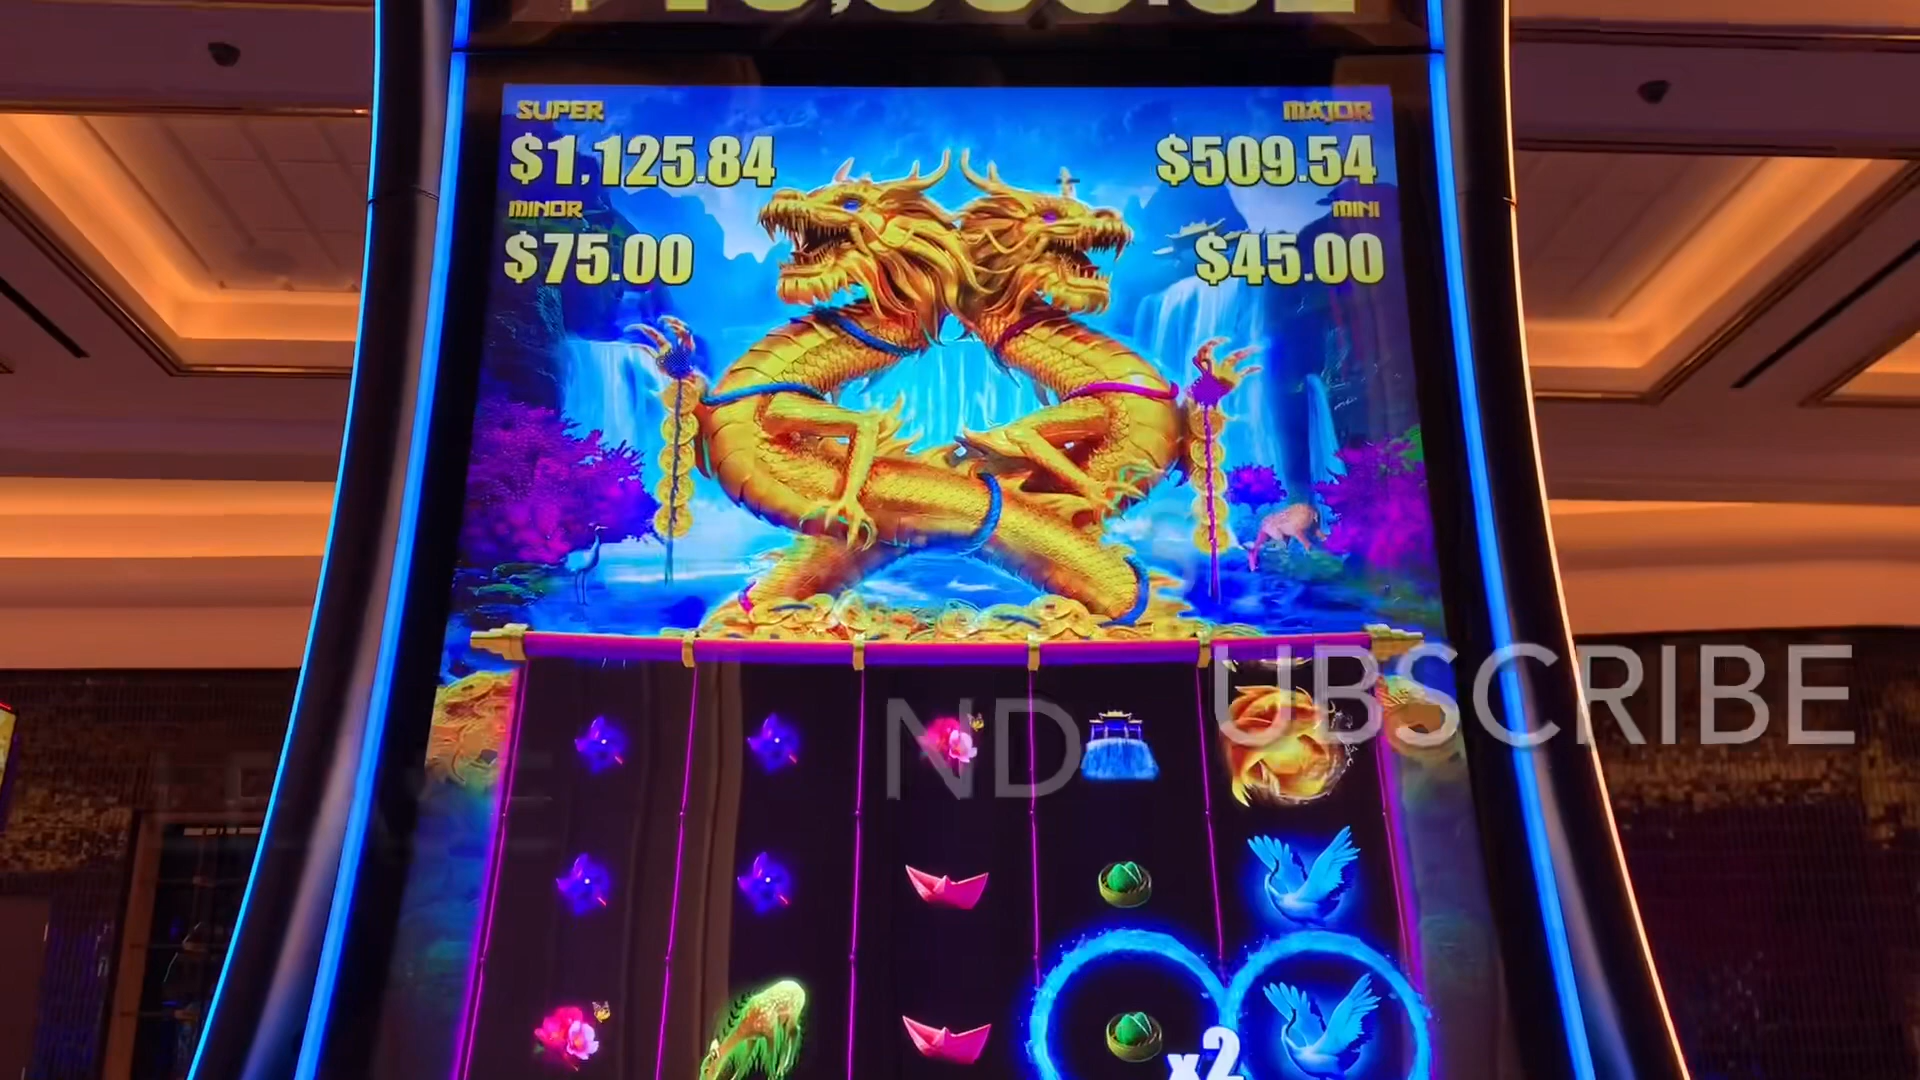 SUPER
MAJOR
$1,125.84
$509.54
MINOR
MINI
$75.00
$45.00
UBSCRIBE
ND
x2